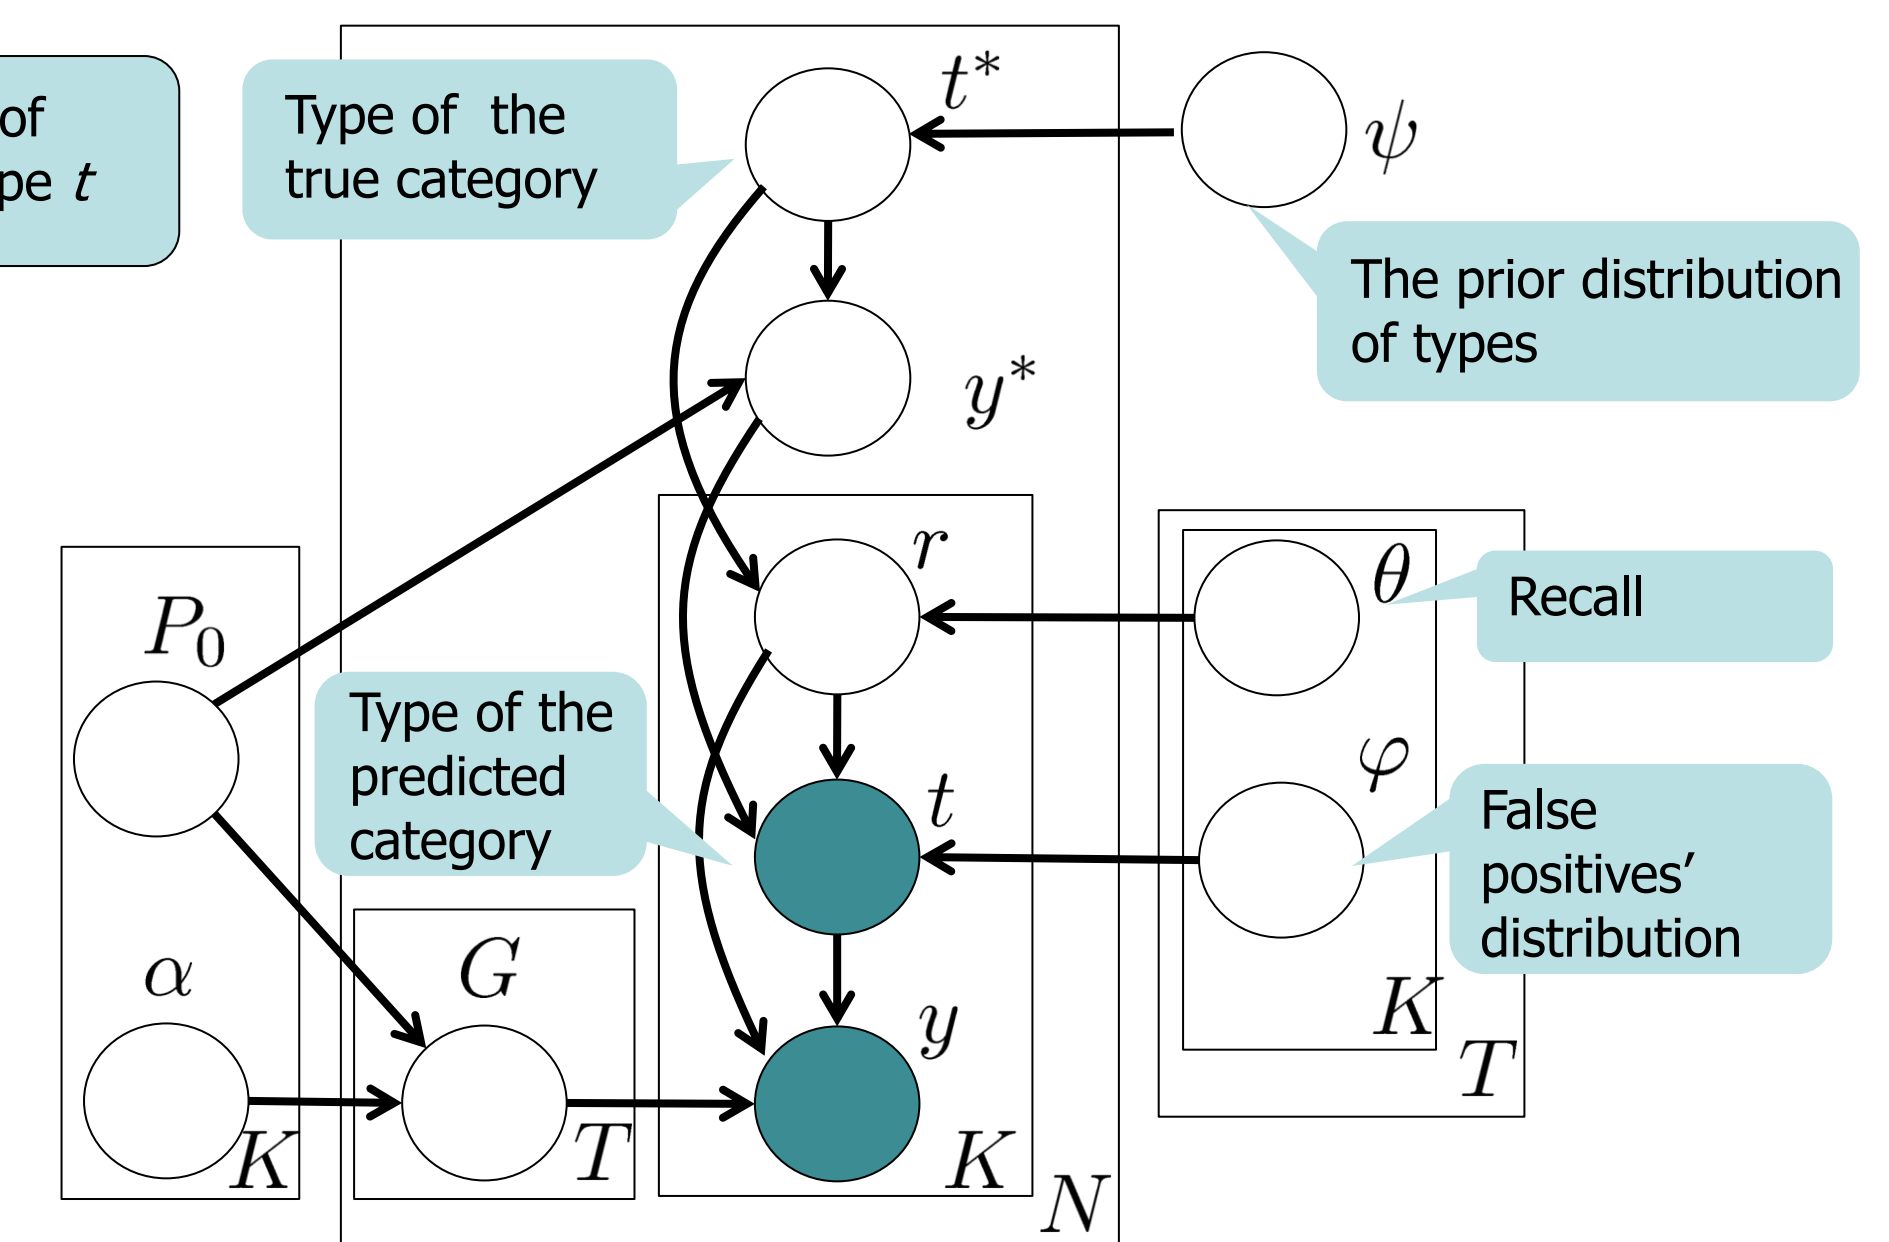 of
pe t
Type of the
true category
t*
ψ
The prior distribution
of types
y*
r
θ
Recall
P₀
Type of the
predicted
category
t
φ
False
positives’
distribution
α
G
y
K
T
K
T
K
N